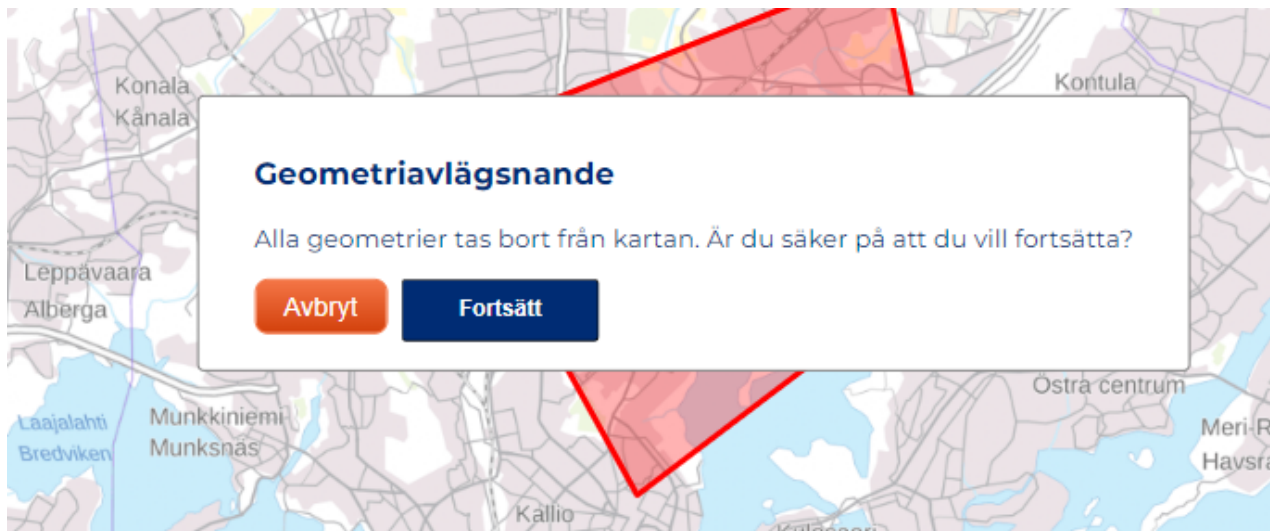 Konala
Kånala
Kontula
Geometriavlägsnande
Alla geometrier tas bort från kartan. Är du säker på att du vill fortsätta?
Avbryt
Fortsätt
Leppävaara
Alberga
Östra centrum
Laajalahti
Bredviken
Munkkiniemi
Munksnäs
Meri-R
Havsra
Kallio